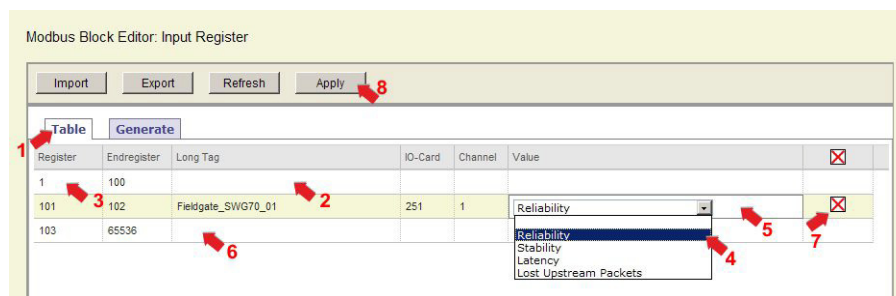 Modbus Block Editor: Input Register
Import Export Refresh Apply 8
1 Table Generate
Register Endregister Long Tag IO-Card Channel Value
1 3 100 2
101 102 Fieldgate_SWG70_01 251 1 Reliability 5 7
103 65536 6
Reliability 4
Stability
Latency
Lost Upstream Packets